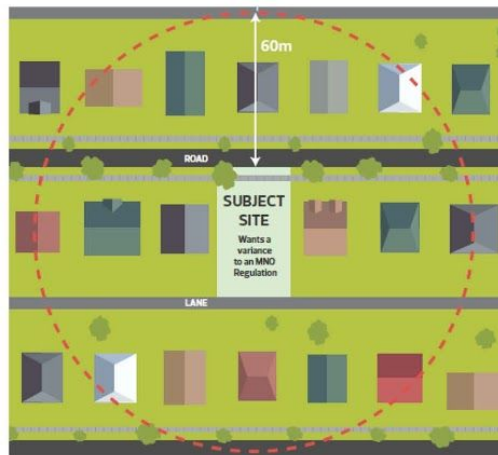 60m
ROAD
SUBJECT
SITE
Wants a
variance
to an MNO
Regulation
LANE